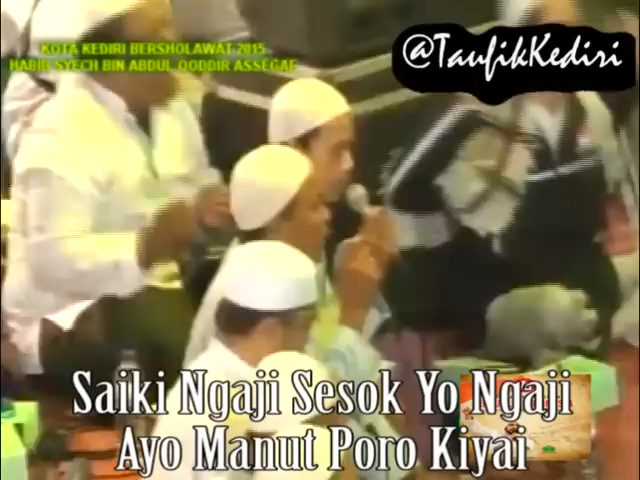 KOTA KEDIRI BERSHOLAWAT 2015
HABIB SYECH BIN ABDUL QODDIR ASSEGAF
@TaufikKediri
Saiki Ngaji Sesok Yo Ngaji
Ayo Manut Poro Kiyai